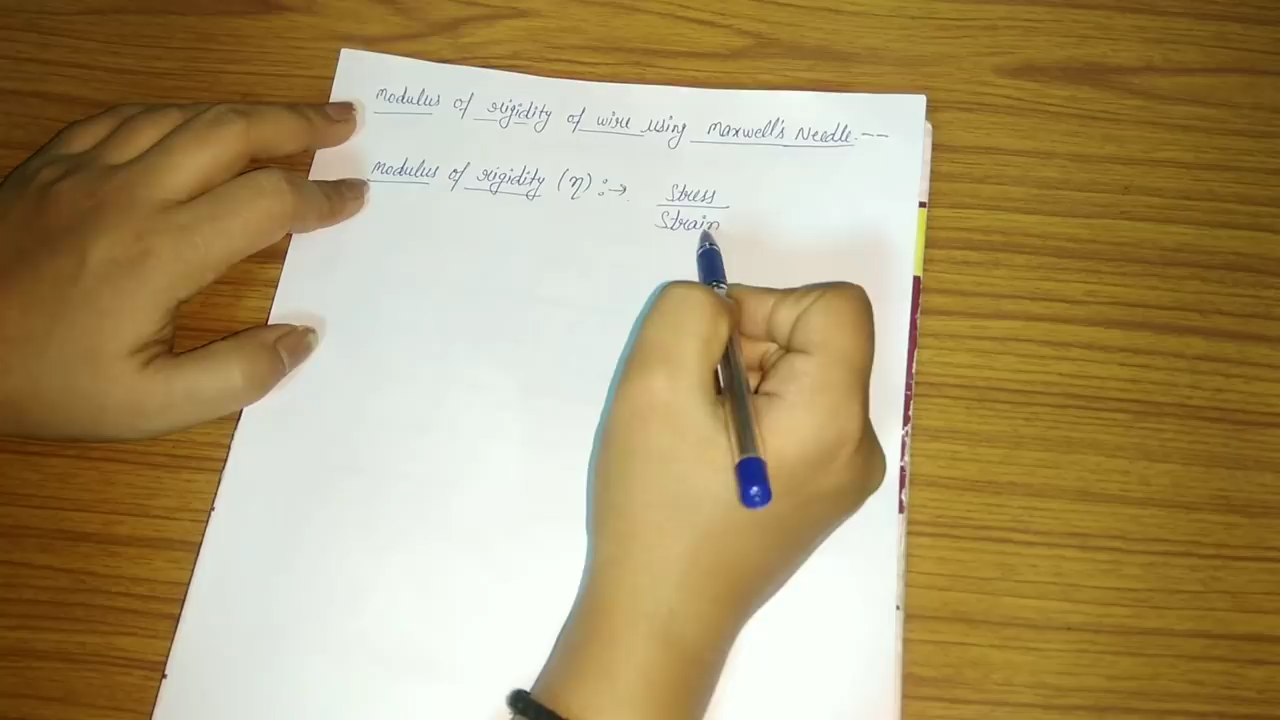 Modulus of rigidity of wire using Maxwell's Needle.--
Modulus of rigidity (η) :→ Stress
Strain